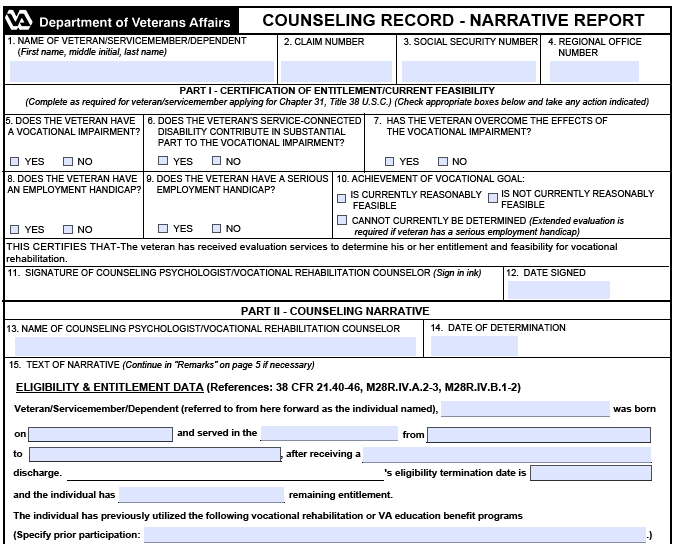 VA Department of Veterans Affairs
COUNSELING RECORD - NARRATIVE REPORT
1. NAME OF VETERAN/SERVICEMEMBER/DEPENDENT
(First name, middle initial, last name)
2. CLAIM NUMBER
3. SOCIAL SECURITY NUMBER
4. REGIONAL OFFICE
NUMBER
PART I - CERTIFICATION OF ENTITLEMENT/CURRENT FEASIBILITY
(Complete as required for veteran/servicemember applying for Chapter 31, Title 38 U.S.C.) (Check appropriate boxes below and take any action indicated)
5. DOES THE VETERAN HAVE
A VOCATIONAL IMPAIRMENT?
YES NO
6. DOES THE VETERAN'S SERVICE-CONNECTED
DISABILITY CONTRIBUTE IN SUBSTANTIAL
PART TO THE VOCATIONAL IMPAIRMENT?
YES NO
7. HAS THE VETERAN OVERCOME THE EFFECTS OF
THE VOCATIONAL IMPAIRMENT?
YES NO
8. DOES THE VETERAN HAVE
AN EMPLOYMENT HANDICAP?
YES NO
9. DOES THE VETERAN HAVE A SERIOUS
EMPLOYMENT HANDICAP?
YES NO
10. ACHIEVEMENT OF VOCATIONAL GOAL:
IS CURRENTLY REASONABLY
FEASIBLE
IS NOT CURRENTLY REASONABLY
FEASIBLE
CANNOT CURRENTLY BE DETERMINED (Extended evaluation is
required if veteran has a serious employment handicap)
THIS CERTIFIES THAT-The veteran has received evaluation services to determine his or her entitlement and feasibility for vocational
rehabilitation.
11. SIGNATURE OF COUNSELING PSYCHOLOGIST/VOCATIONAL REHABILITATION COUNSELOR (Sign in ink)
12. DATE SIGNED
PART II - COUNSELING NARRATIVE
13. NAME OF COUNSELING PSYCHOLOGIST/VOCATIONAL REHABILITATION COUNSELOR
14. DATE OF DETERMINATION
15. TEXT OF NARRATIVE (Continue in "Remarks" on page 5 if necessary)
ELIGIBILITY & ENTITLEMENT DATA (References: 38 CFR 21.40-46, M28R.IV.A.2-3, M28R.IV.B.1-2)
Veteran/Servicemember/Dependent (referred to from here forward as the individual named), was born
on and served in the from
to , after receiving a
discharge. 's eligibility termination date is
and the individual has remaining entitlement.
The individual has previously utilized the following vocational rehabilitation or VA education benefit programs
(Specify prior participation: .)